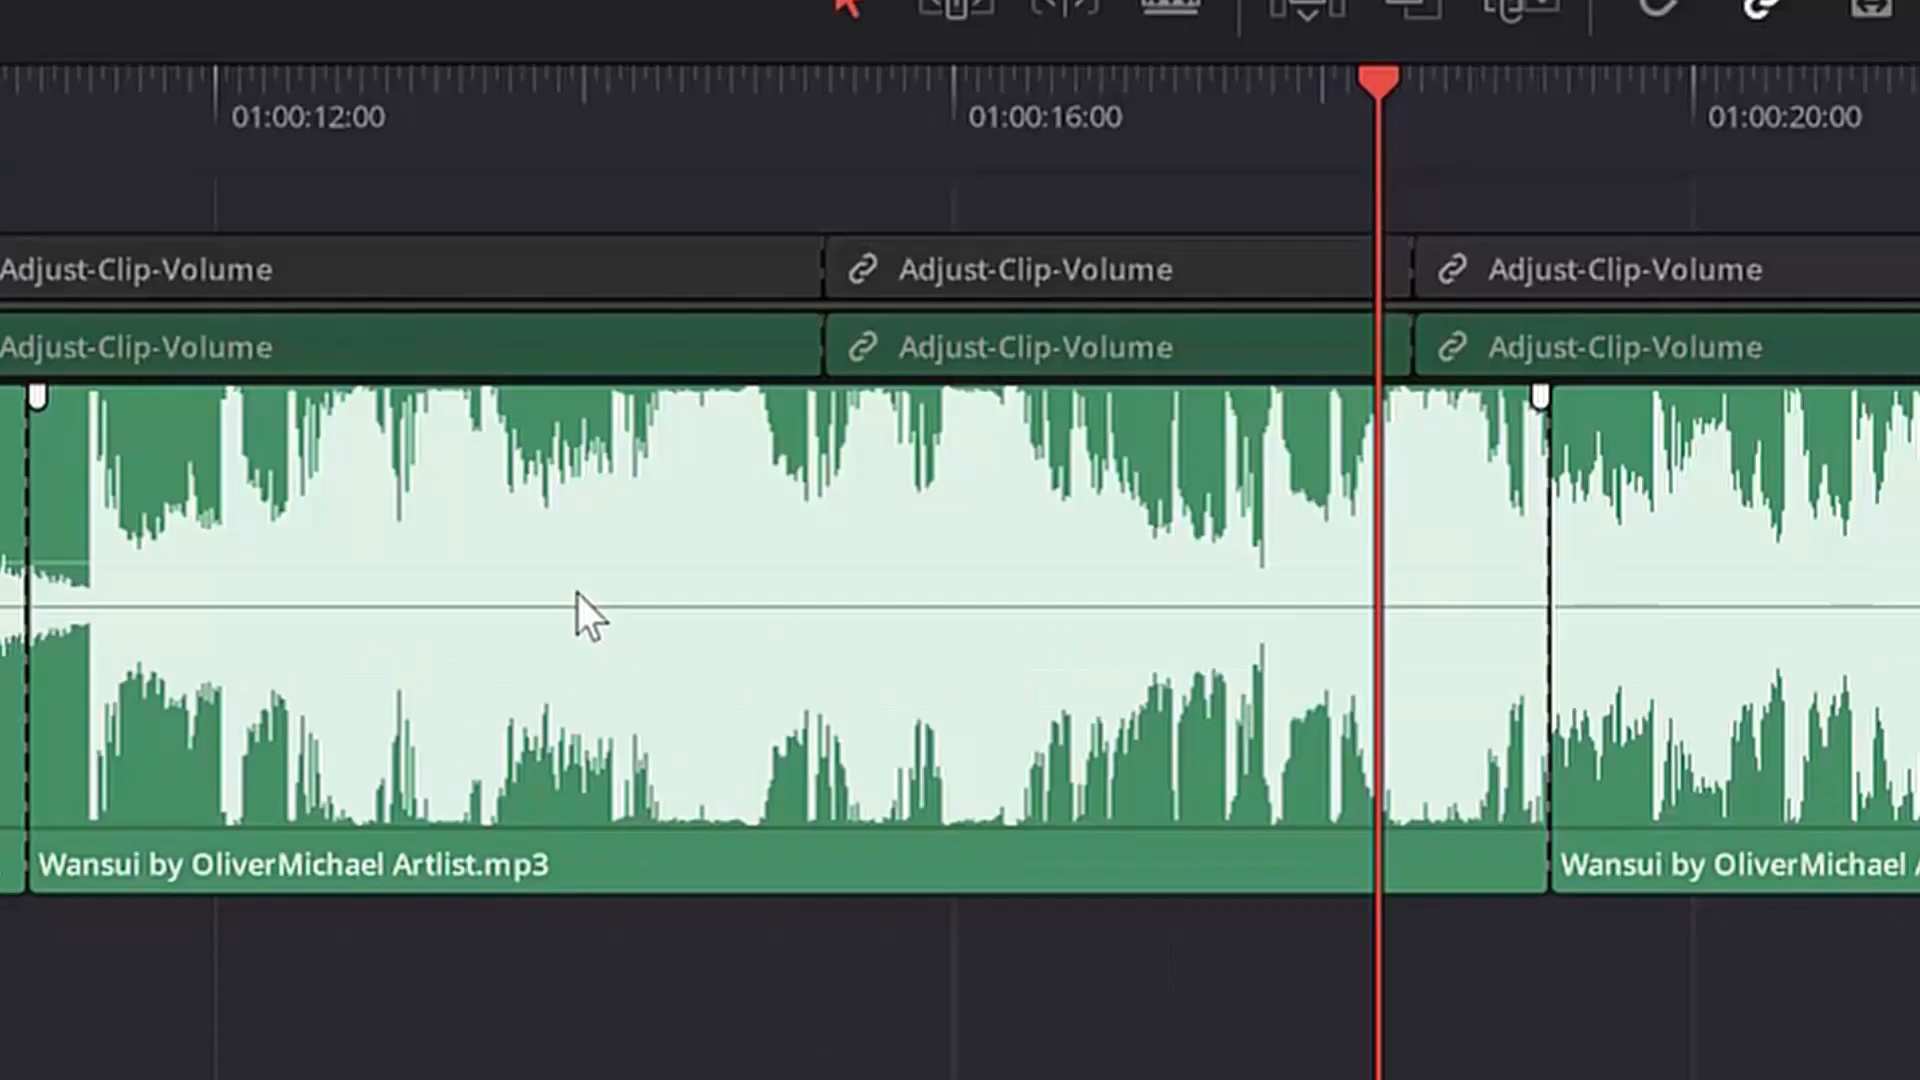 01:00:12:00 01:00:16:00 01:00:20:00
Adjust-Clip-Volume Adjust-Clip-Volume Adjust-Clip-Volume
Adjust-Clip-Volume Adjust-Clip-Volume Adjust-Clip-Volume
Wansui by OliverMichael Artlist.mp3 Wansui by OliverMichael